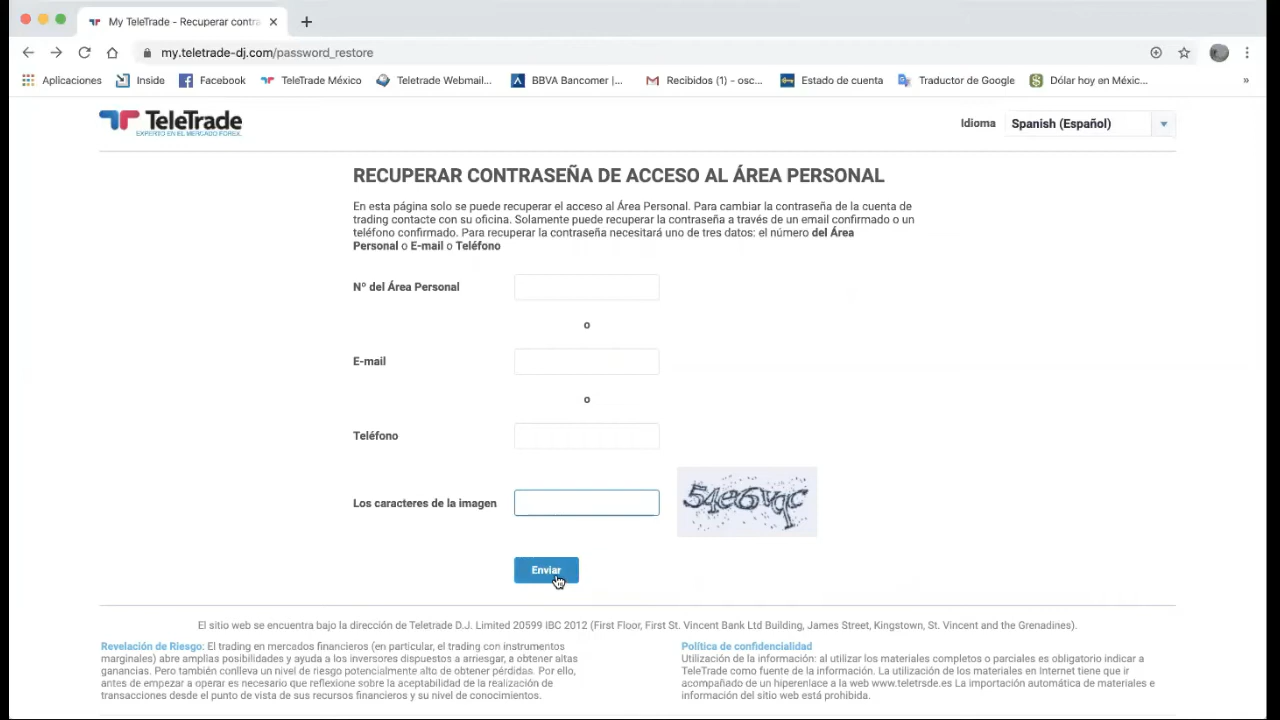 My TeleTrade - Recuperar contra
my.teletrade-dj.com/password_restore
Aplicaciones Inside Facebook TeleTrade México Teletrade Webmail... BBVA Bancomer |... Recibidos (1) - osc... Estado de cuenta Traductor de Google Dólar hoy en Méxic... »
TeleTrade
EXPERTO EN EL MERCADO FOREX.
Idioma Spanish (Español)
RECUPERAR CONTRASEÑA DE ACCESO AL ÁREA PERSONAL
En esta página solo se puede recuperar el acceso al Área Personal. Para cambiar la contraseña de la cuenta de
trading contacte con su oficina. Solamente puede recuperar la contraseña a través de un email confirmado o un
teléfono confirmado. Para recuperar la contraseña necesitará uno de tres datos: el número del Área
Personal o E-mail o Teléfono
Nº del Área Personal
o
E-mail
o
Teléfono
Los caracteres de la imagen
Enviar
El sitio web se encuentra bajo la dirección de Teletrade D.J. Limited 20599 IBC 2012 (First Floor, First St. Vincent Bank Ltd Building, James Street, Kingstown, St. Vincent and the Grenadines).
Revelación de Riesgo: El trading en mercados financieros (en particular, el trading con instrumentos
marginales) abre amplias posibilidades y ayuda a los inversores dispuestos a arriesgar, a obtener altas
ganancias. Pero también conlleva un nivel de riesgo potencialmente alto de obtener pérdidas. Por ello,
antes de empezar a operar es necesario que reflexione sobre la aceptabilidad de la realización de
transacciones desde el punto de vista de sus recursos financieros y su nivel de conocimientos.
Política de confidencialidad
Utilización de la información: al utilizar los materiales completos o parciales es obligatorio indicar a
TeleTrade como fuente de la información. La utilización de los materiales en Internet tiene que ir
acompañado de un hiperenlace a la web www.teletrsde.es La importación automática de materiales e
información del sitio web está prohibida.